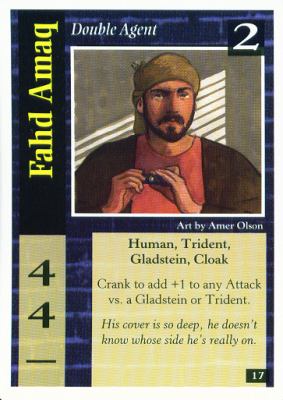 Fahd Amaq
Double Agent
2
Art by Amer Olson
4
4
—
Human, Trident,
Gladstein, Cloak
Crank to add +1 to any Attack
vs. a Gladstein or Trident.
His cover is so deep, he doesn't
know whose side he's really on.
17